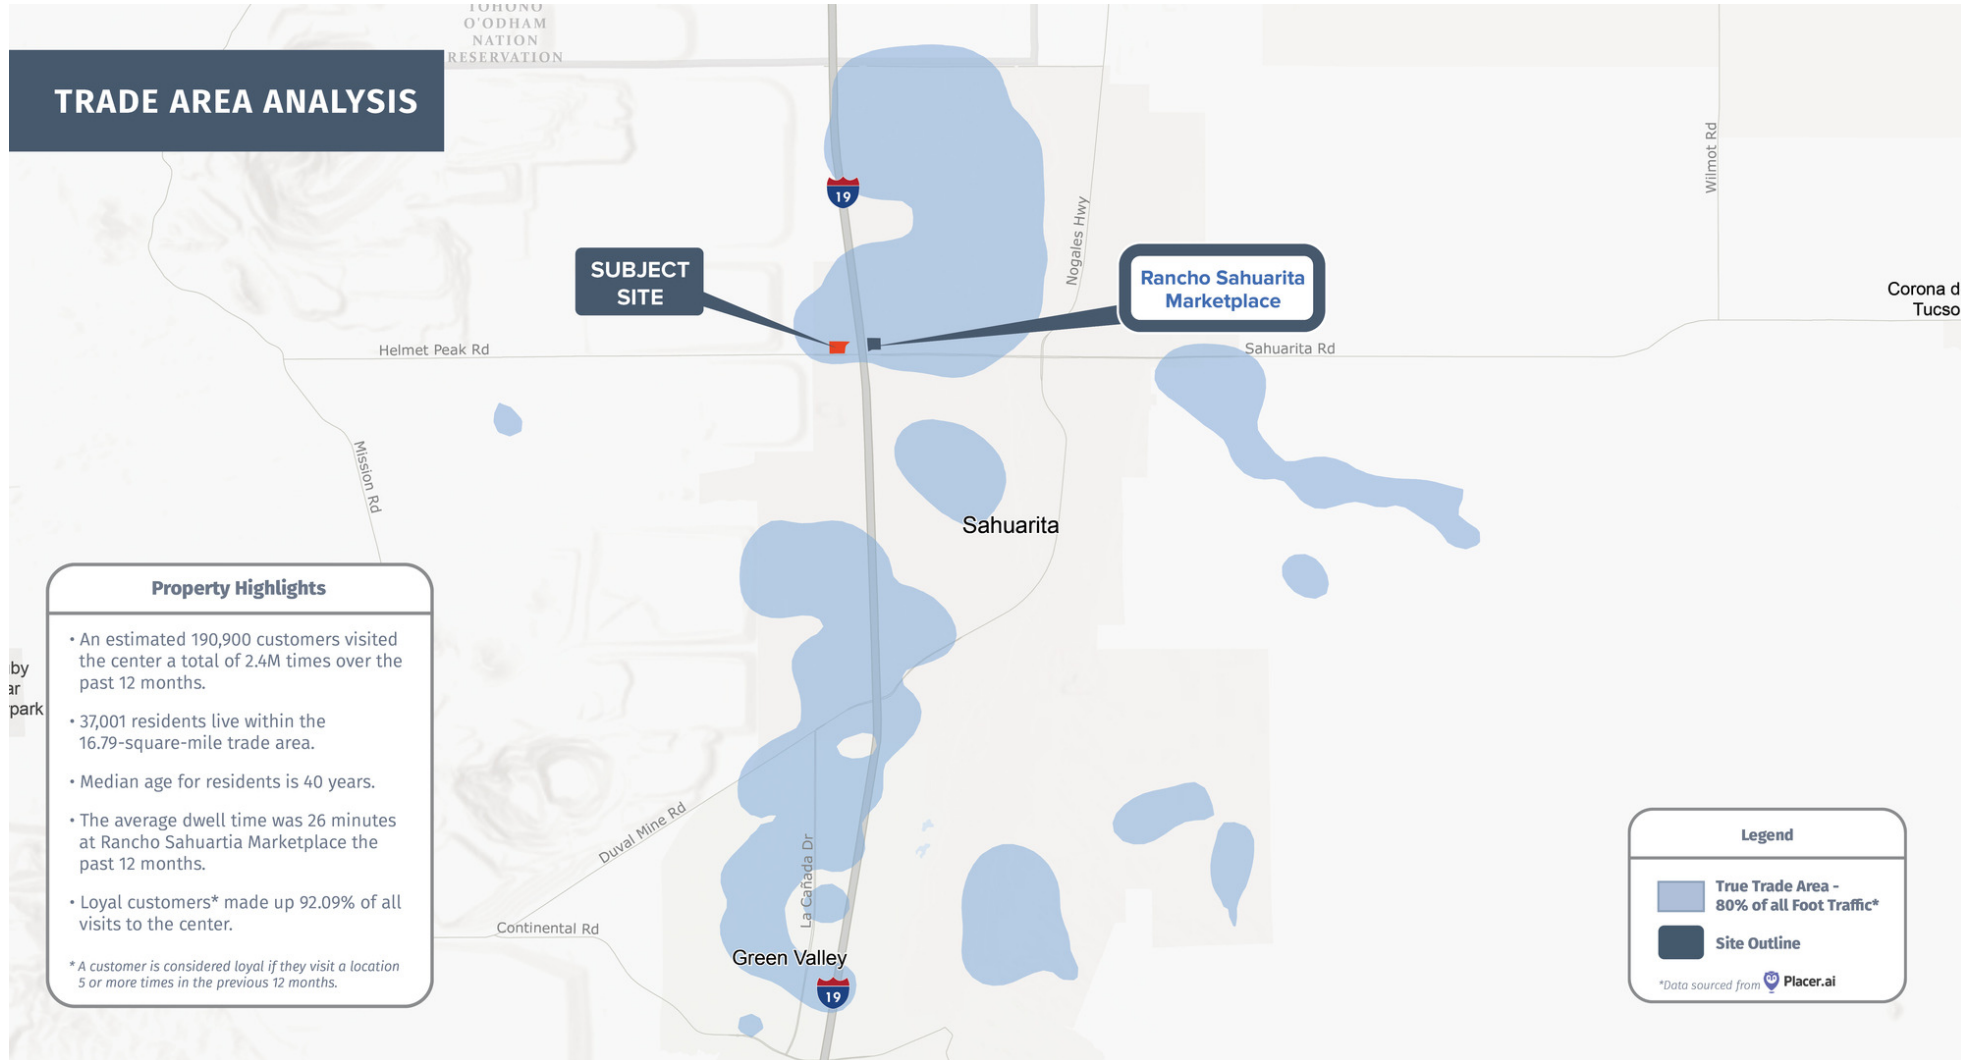 TOHONO
O'ODHAM
NATION
RESERVATION
TRADE AREA ANALYSIS
19
Wilmot Rd
Nogales Hwy
SUBJECT
SITE
Rancho Sahuarita
Marketplace
Corona d
Tucso
Helmet Peak Rd
Sahuarita Rd
Mission Rd
Sahuarita
Property Highlights
• An estimated 190,900 customers visited
the center a total of 2.4M times over the
past 12 months.
• 37,001 residents live within the
16.79-square-mile trade area.
• Median age for residents is 40 years.
• The average dwell time was 26 minutes
at Rancho Sahuartia Marketplace the
past 12 months.
• Loyal customers* made up 92.09% of all
visits to the center.
* A customer is considered loyal if they visit a location
5 or more times in the previous 12 months.
by
ar
park
Duval Mine Rd
La Cañada Dr
Continental Rd
Green Valley
19
Legend
True Trade Area -
80% of all Foot Traffic*
Site Outline
*Data sourced from Placer.ai